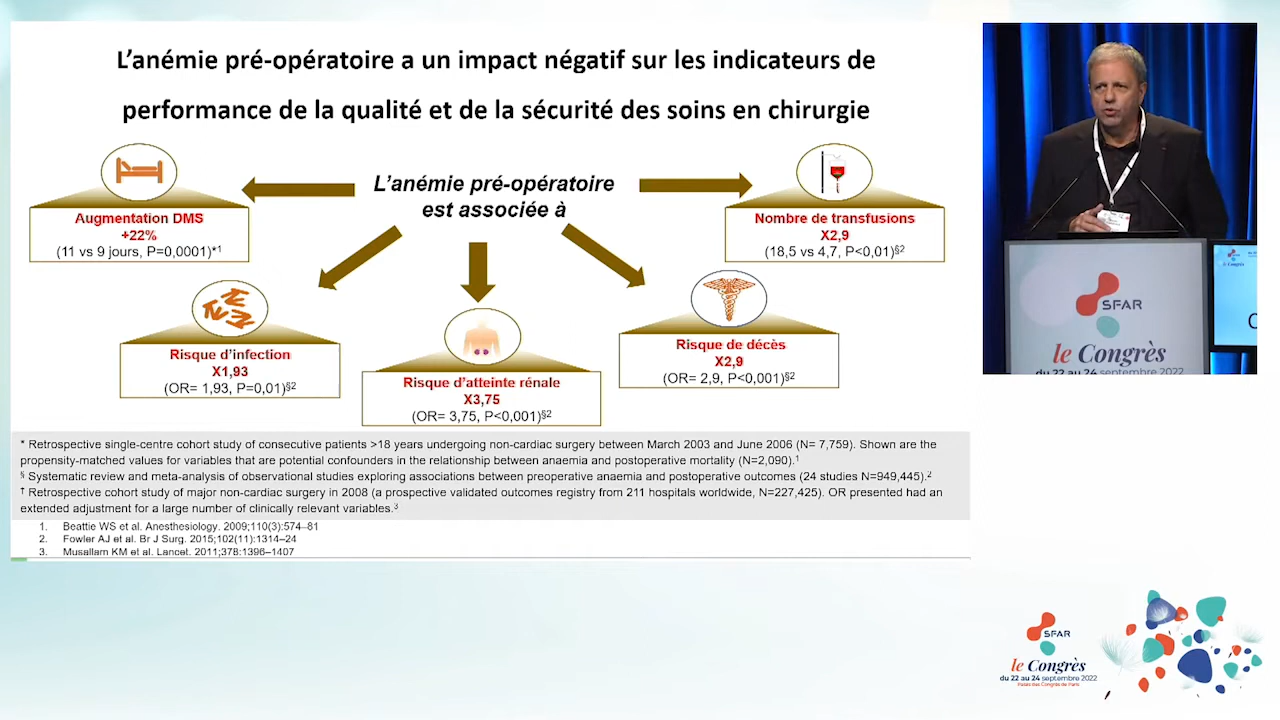 L'anémie pré-opératoire a un impact négatif sur les indicateurs de
performance de la qualité et de la sécurité des soins en chirurgie
L'anémie pré-opératoire
est associée à
Augmentation DMS
+22%
(11 vs 9 jours, P=0,0001)*1
Nombre de transfusions
X2,9
(18,5 vs 4,7, P<0,01)§2
Risque d'infection
X1,93
(OR= 1,93, P=0,01)§2
Risque d'atteinte rénale
X3,75
(OR= 3,75, P<0,001)§2
Risque de décès
X2,9
(OR= 2,9, P<0,001)§2
* Retrospective single-centre cohort study of consecutive patients >18 years undergoing non-cardiac surgery between March 2003 and June 2006 (N= 7,759). Shown are the
propensity-matched values for variables that are potential confounders in the relationship between anaemia and postoperative mortality (N=2,090).1
§ Systematic review and meta-analysis of observational studies exploring associations between preoperative anaemia and postoperative outcomes (24 studies N=949,445).2
† Retrospective cohort study of major non-cardiac surgery in 2008 (a prospective validated outcomes registry from 211 hospitals worldwide, N=227,425). OR presented had an
extended adjustment for a large number of clinically relevant variables.3
1. Beattie WS et al. Anesthesiology. 2009;110(3):574–81
2. Fowler AJ et al. Br J Surg. 2015;102(11):1314–24
3. Musallam KM et al. Lancet. 2011;378:1396–1407
SFAR
le Congrès
du 22 au 24 septembre 2022
le Congrès
SFAR
le Congrès
du 22 au 24 septembre 2022
Palais des Congrès de Paris